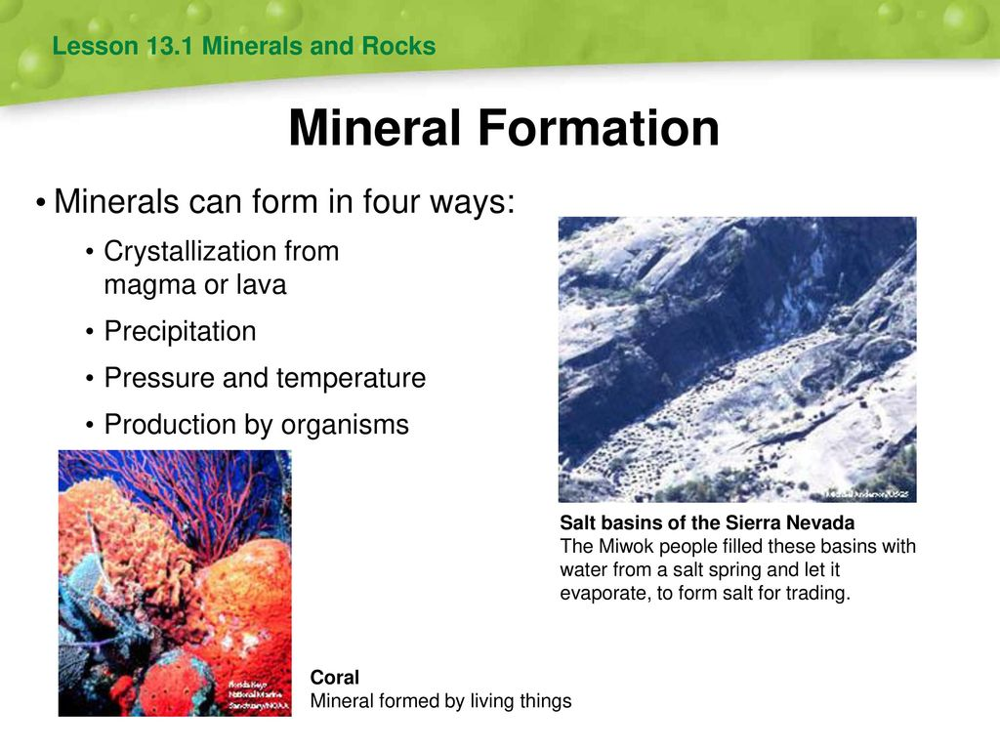 Lesson 13.1 Minerals and Rocks
Mineral Formation
• Minerals can form in four ways:
• Crystallization from
magma or lava
• Precipitation
• Pressure and temperature
• Production by organisms
Salt basins of the Sierra Nevada
The Miwok people filled these basins with
water from a salt spring and let it
evaporate, to form salt for trading.
Florida Keys
National Marine
Sanctuary/NOAA
Coral
Mineral formed by living things